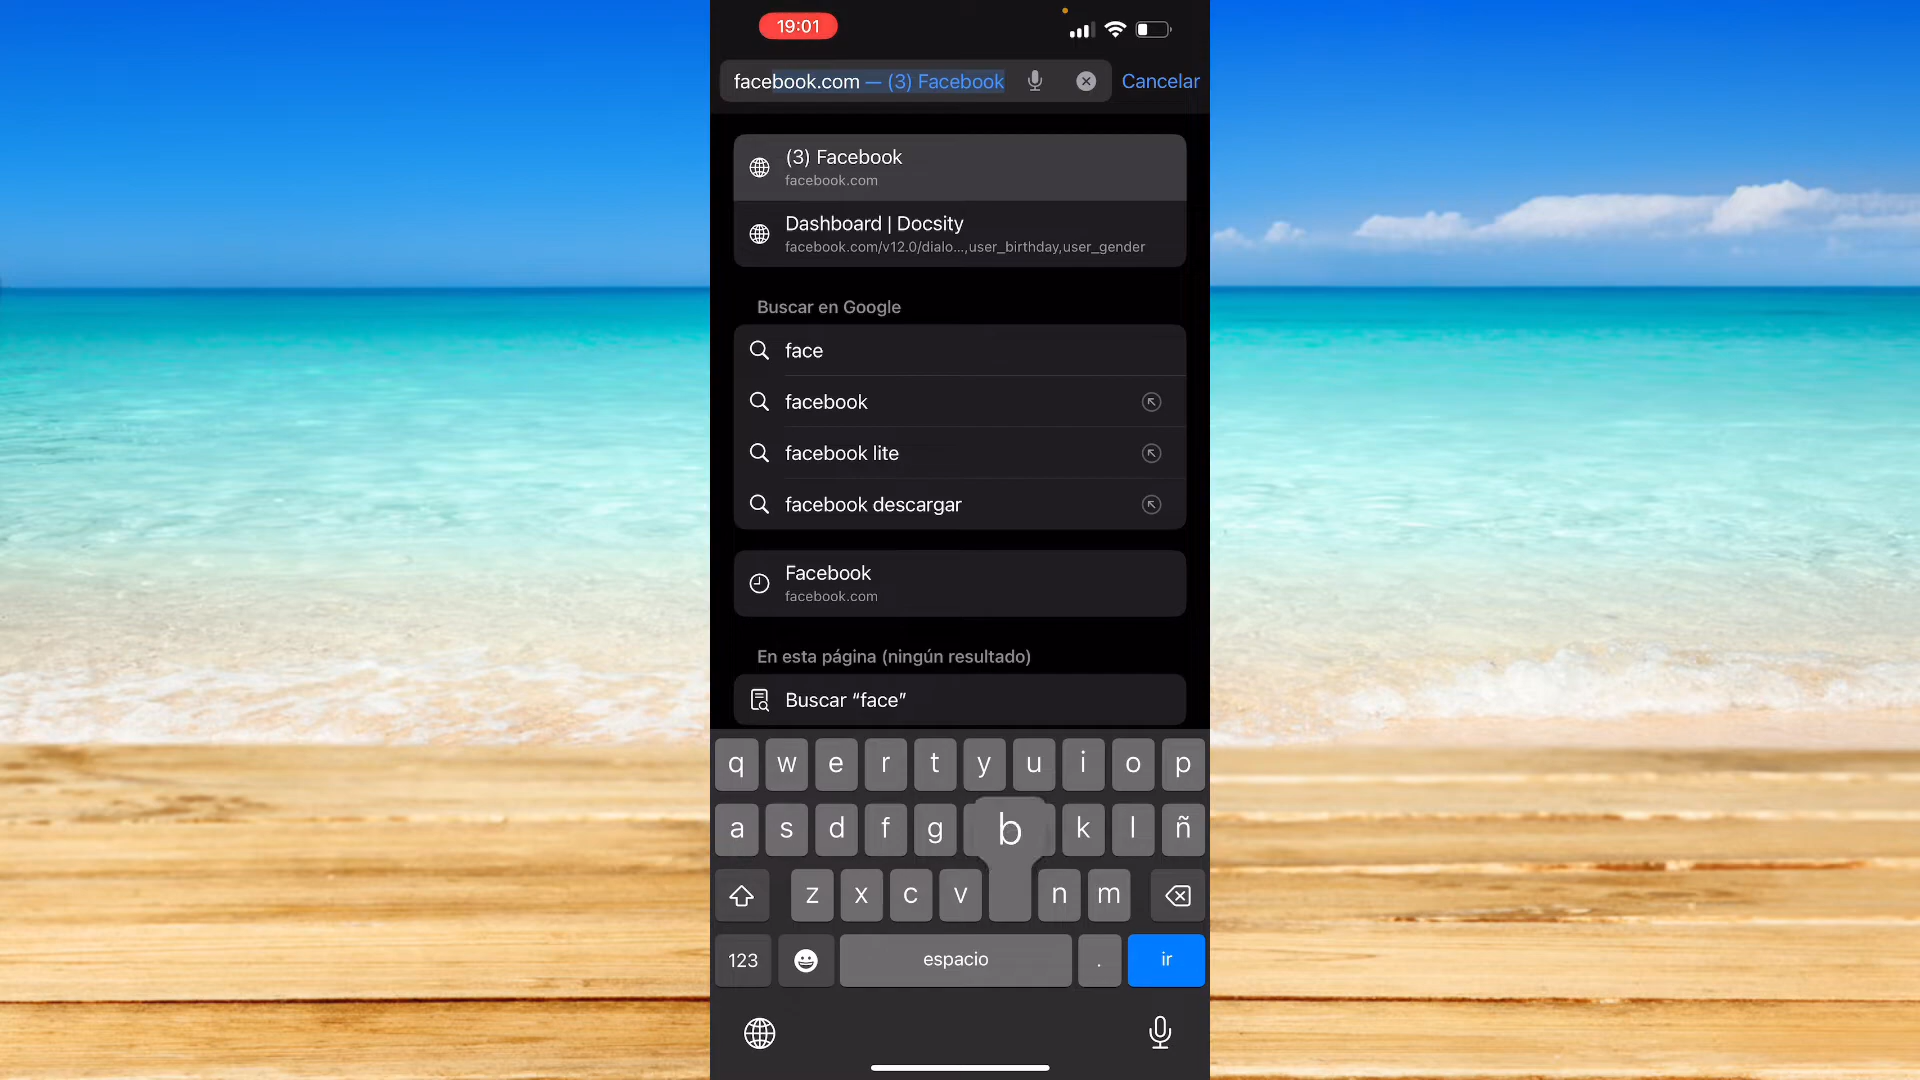 19:01
facebook.com — (3) Facebook
Cancelar
(3) Facebook
facebook.com
Dashboard | Docsity
facebook.com/v12.0/dialo...,user_birthday,user_gender
Buscar en Google
face
facebook
facebook lite
facebook descargar
Facebook
facebook.com
En esta página (ningún resultado)
Buscar “face”
q w e r t y u i o p
a s d f g b k l ñ
z x c v n m
123 espacio . ir